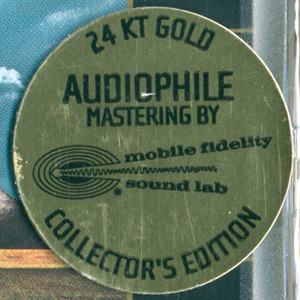 24 KT GOLD
AUDIOPHILE
MASTERING BY
mobile fidelity
®
sound lab
COLLECTOR'S EDITION